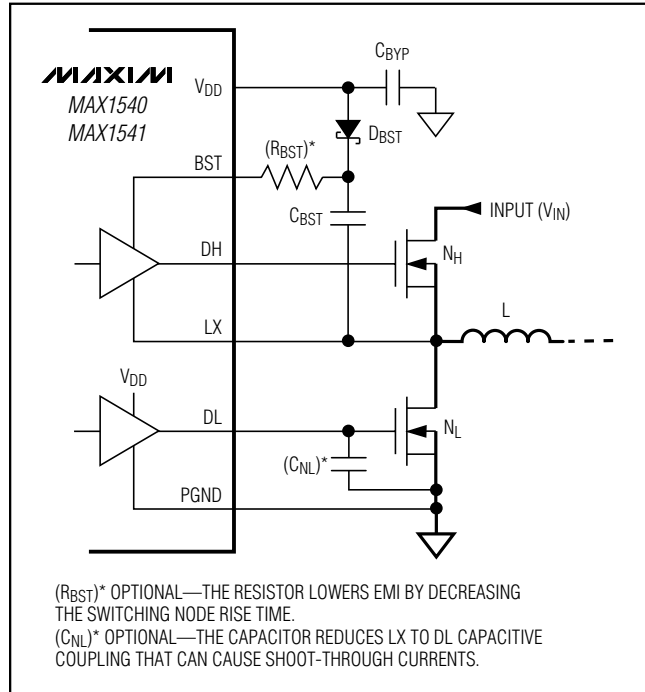 MAXIM
MAX1540
MAX1541
VDD
CBYP
DBST
BST
(RBST)*
CBST
INPUT (VIN)
DH
NH
L
LX
VDD
DL
NL
(CNL)*
PGND
(RBST)* OPTIONAL—THE RESISTOR LOWERS EMI BY DECREASING
THE SWITCHING NODE RISE TIME.
(CNL)* OPTIONAL—THE CAPACITOR REDUCES LX TO DL CAPACITIVE
COUPLING THAT CAN CAUSE SHOOT-THROUGH CURRENTS.